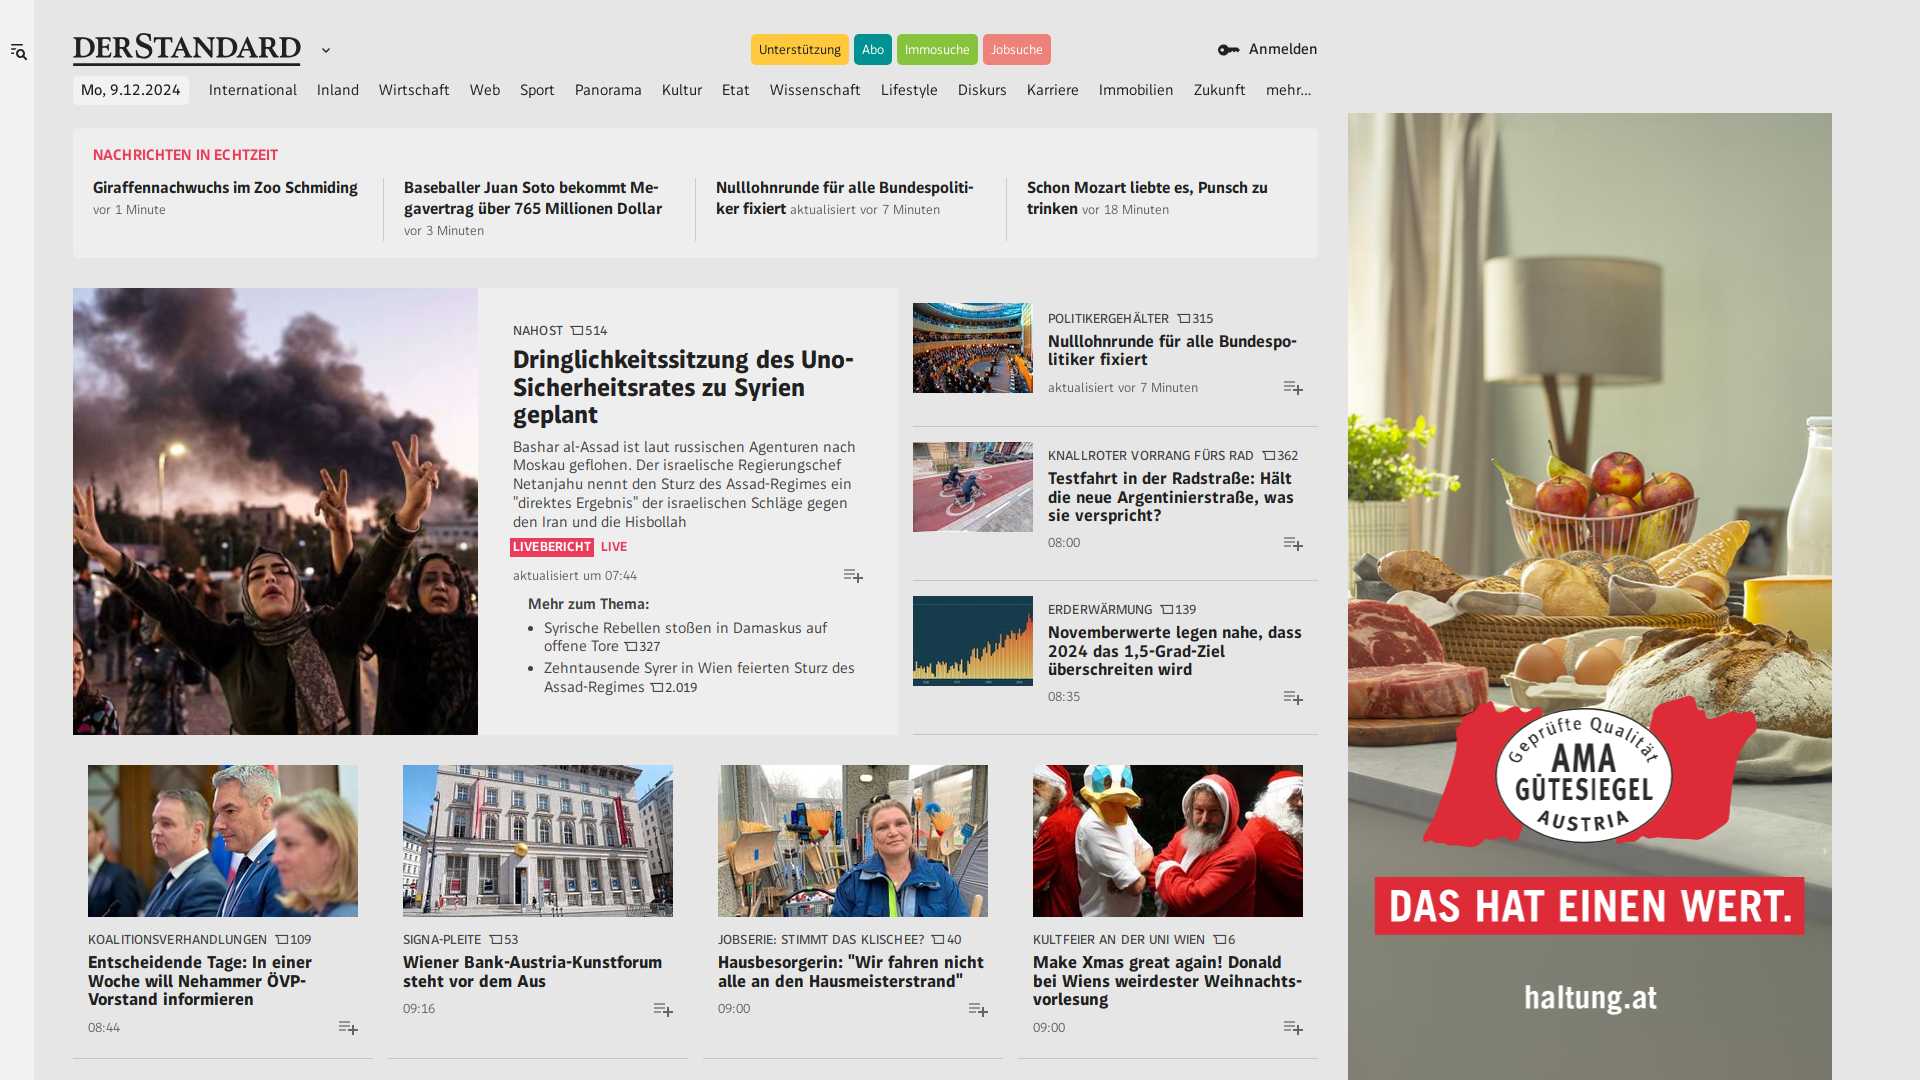 DERSTANDARD
Unterstützung Abo Immosuche Jobsuche
Anmelden
Mo, 9.12.2024 International Inland Wirtschaft Web Sport Panorama Kultur Etat Wissenschaft Lifestyle Diskurs Karriere Immobilien Zukunft mehr...
NACHRICHTEN IN ECHTZEIT
Giraffennachwuchs im Zoo Schmiding
vor 1 Minute
Baseballer Juan Soto bekommt Me-
gavertrag über 765 Millionen Dollar
vor 3 Minuten
Nulllohnrunde für alle Bundespoliti-
ker fixiert aktualisiert vor 7 Minuten
Schon Mozart liebte es, Punsch zu
trinken vor 18 Minuten
NAHOST 514
Dringlichkeitssitzung des Uno-
Sicherheitsrates zu Syrien
geplant
Bashar al-Assad ist laut russischen Agenturen nach
Moskau geflohen. Der israelische Regierungschef
Netanjahu nennt den Sturz des Assad-Regimes ein
"direktes Ergebnis" der israelischen Schläge gegen
den Iran und die Hisbollah
LIVEBERICHT LIVE
aktualisiert um 07:44
Mehr zum Thema:
• Syrische Rebellen stoßen in Damaskus auf
offene Tore 327
• Zehntausende Syrer in Wien feierten Sturz des
Assad-Regimes 2.019
POLITIKERGEHÄLTER 315
Nulllohnrunde für alle Bundespo-
litiker fixiert
aktualisiert vor 7 Minuten
KNALLROTER VORRANG FÜRS RAD 362
Testfahrt in der Radstraße: Hält
die neue Argentinierstraße, was
sie verspricht?
08:00
ERDERWÄRMUNG 139
Novemberwerte legen nahe, dass
2024 das 1,5-Grad-Ziel
überschreiten wird
08:35
KOALITIONSVERHANDLUNGEN 109
Entscheidende Tage: In einer
Woche will Nehammer ÖVP-
Vorstand informieren
08:44
SIGNA-PLEITE 53
Wiener Bank-Austria-Kunstforum
steht vor dem Aus
09:16
JOBSERIE: STIMMT DAS KLISCHEE? 40
Hausbesorgerin: "Wir fahren nicht
alle an den Hausmeisterstrand"
09:00
KULTFEIER AN DER UNI WIEN 6
Make Xmas great again! Donald
bei Wiens weirdester Weihnachts-
vorlesung
09:00
Geprüfte Qualität
AMA
GÜTESIEGEL
AUSTRIA
DAS HAT EINEN WERT.
haltung.at